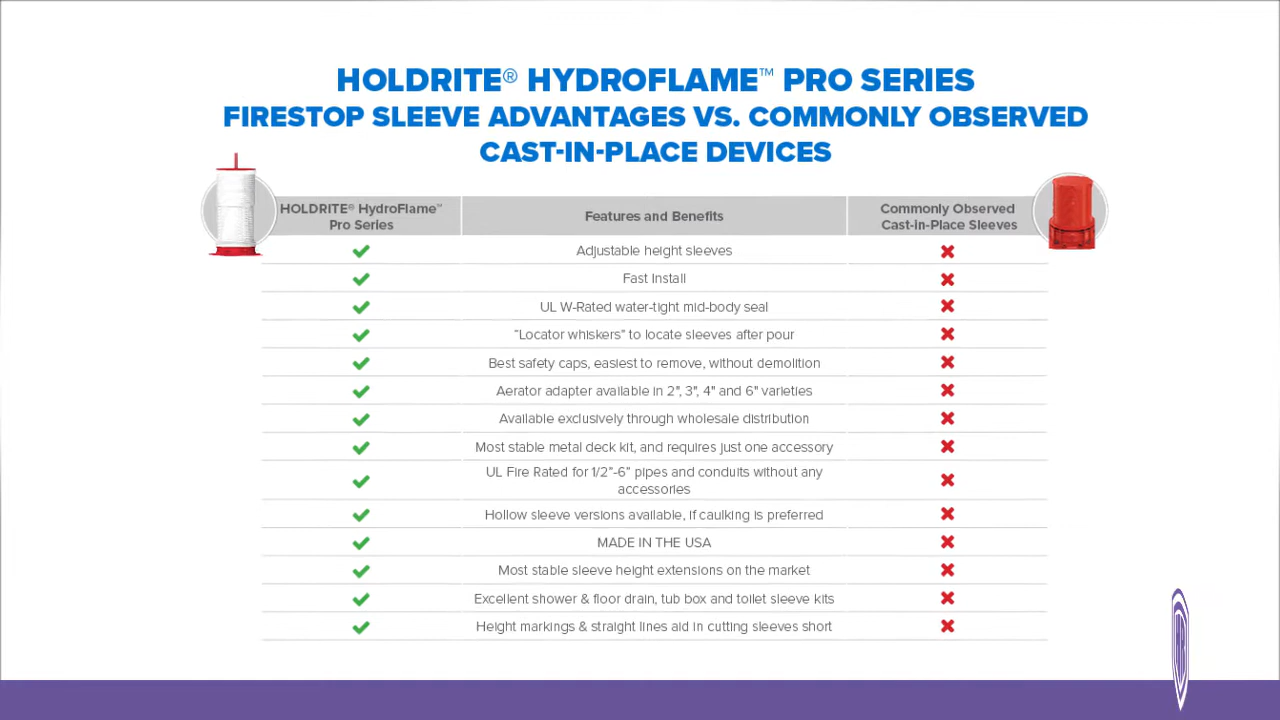 HOLDRITE® HYDROFLAME™ PRO SERIES
FIRESTOP SLEEVE ADVANTAGES VS. COMMONLY OBSERVED
CAST-IN-PLACE DEVICES
HOLDRITE® HydroFlame™
Pro Series
Features and Benefits
Commonly Observed
Cast-in-Place Sleeves
Adjustable height sleeves
Fast Install
UL W-Rated water-tight mid-body seal
"Locator whiskers" to locate sleeves after pour
Best safety caps, easiest to remove, without demolition
Aerator adapter available in 2", 3", 4" and 6" varieties
Available exclusively through wholesale distribution
Most stable metal deck kit, and requires just one accessory
UL Fire Rated for 1/2"-6" pipes and conduits without any
accessories
Hollow sleeve versions available, if caulking is preferred
MADE IN THE USA
Most stable sleeve height extensions on the market
Excellent shower & floor drain, tub box and toilet sleeve kits
Height markings & straight lines aid in cutting sleeves short